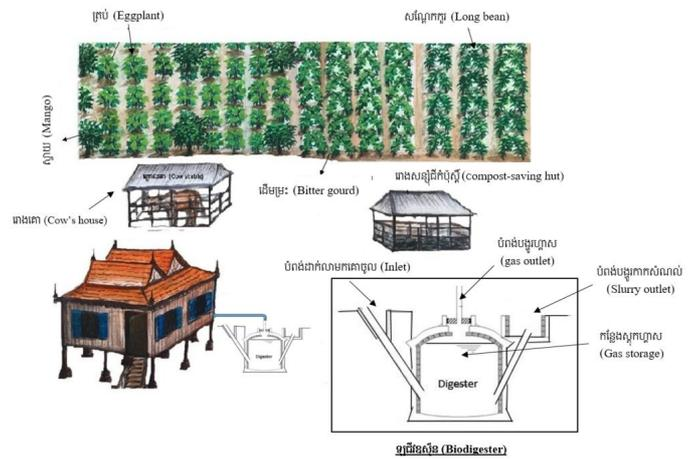 ត្រប់ (Eggplant)
សណ្តែកកួរ (Long bean)
ស្វាយ (Mango)
(Cow stable)
រោងគោ (Cow's house)
ដើមម្រះ (Bitter gourd)
រោងសន្សំជីកំប៉ុស្តិ៍ (compost-saving hut)
បំពង់ដាក់លាមកគោចូល (Inlet)
បំពង់បង្ហូរហ្គាស
(gas outlet)
បំពង់បង្ហូរកាកសំណល់
(Slurry outlet)
កន្លែងស្តុកហ្គាស
(Gas storage)
Digester
Digester
ឡជីវឧស្ម័ន (Biodigester)